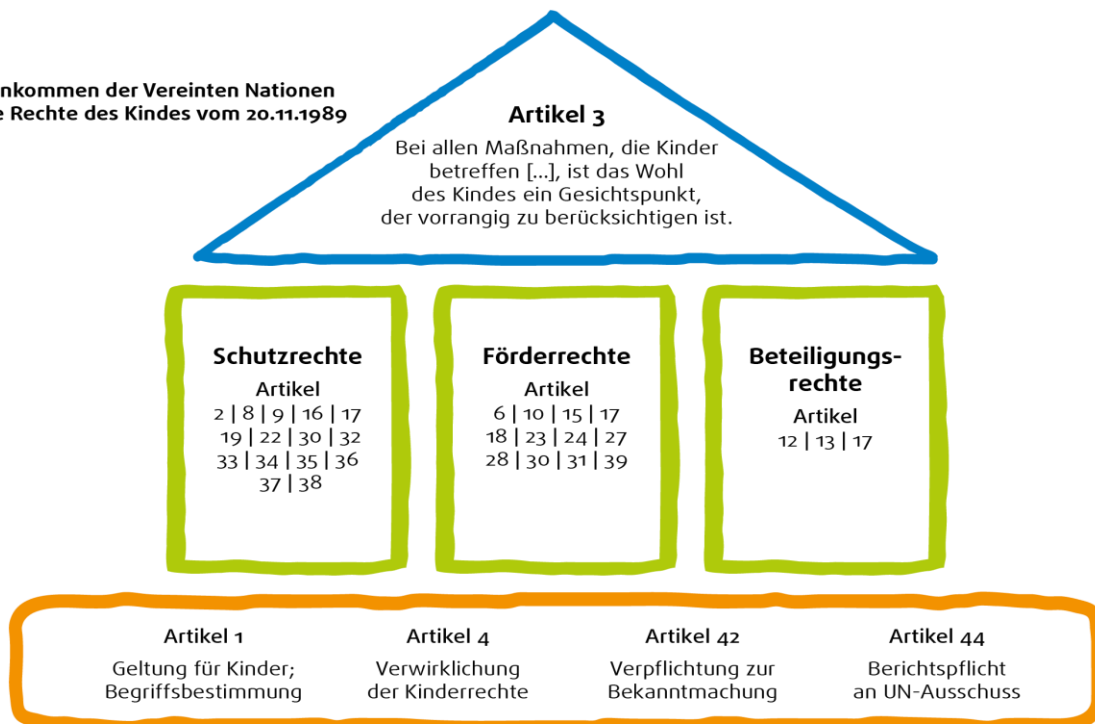 nkommen der Vereinten Nationen
e Rechte des Kindes vom 20.11.1989
Artikel 3
Bei allen Maßnahmen, die Kinder
betreffen [...], ist das Wohl
des Kindes ein Gesichtspunkt,
der vorrangig zu berücksichtigen ist.
Schutzrechte
Artikel
2 | 8 | 9 | 16 | 17
19 | 22 | 30 | 32
33 | 34 | 35 | 36
37 | 38
Förderrechte
Artikel
6 | 10 | 15 | 17
18 | 23 | 24 | 27
28 | 30 | 31 | 39
Beteiligungs-
rechte
Artikel
12 | 13 | 17
Artikel 1
Geltung für Kinder;
Begriffsbestimmung
Artikel 4
Verwirklichung
der Kinderrechte
Artikel 42
Verpflichtung zur
Bekanntmachung
Artikel 44
Berichtspflicht
an UN-Ausschuss